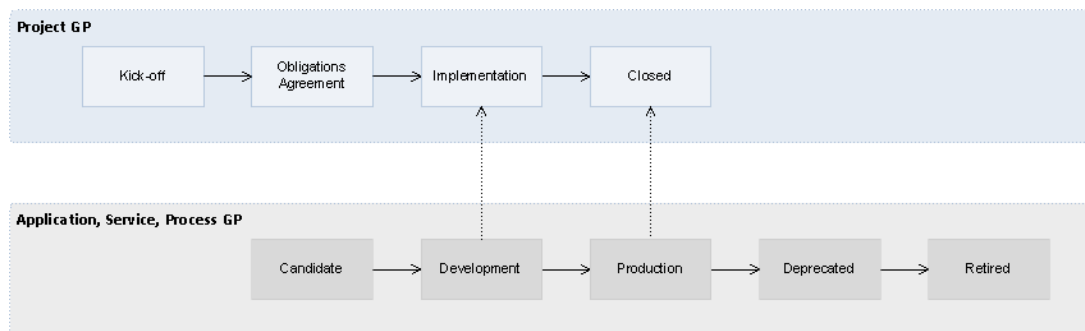 Project GP
Kick-off
Obligations
Agreement
Implementation
Closed
Application, Service, Process GP
Candidate
Development
Production
Deprecated
Retired